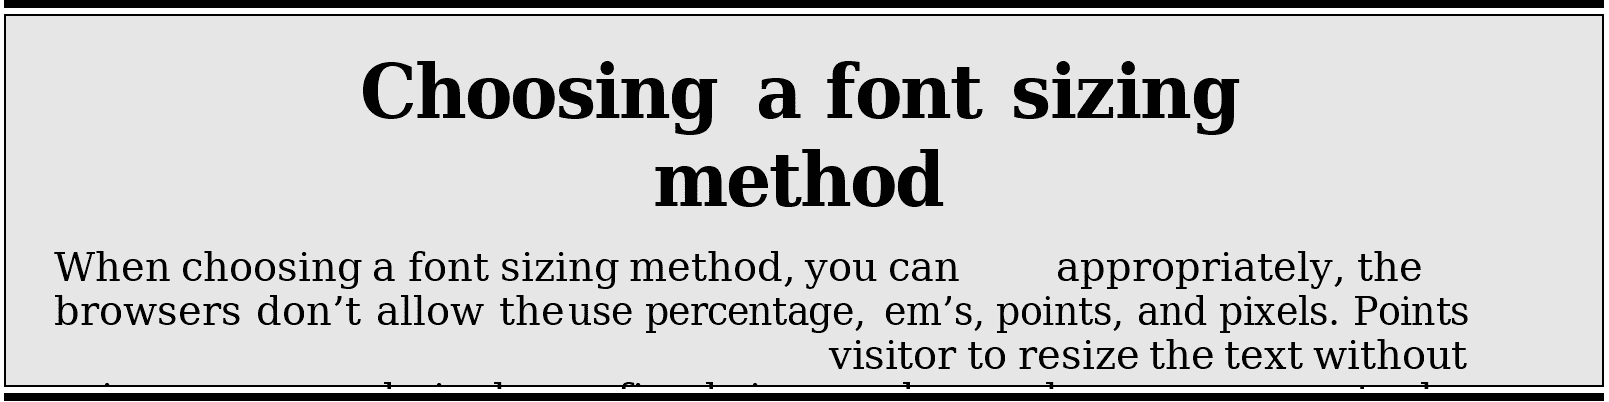 Choosing a font sizing
method
When choosing a font sizing method, you can appropriately, the
browsers don’t allow the use percentage, em’s, points, and pixels. Points
visitor to resize the text without